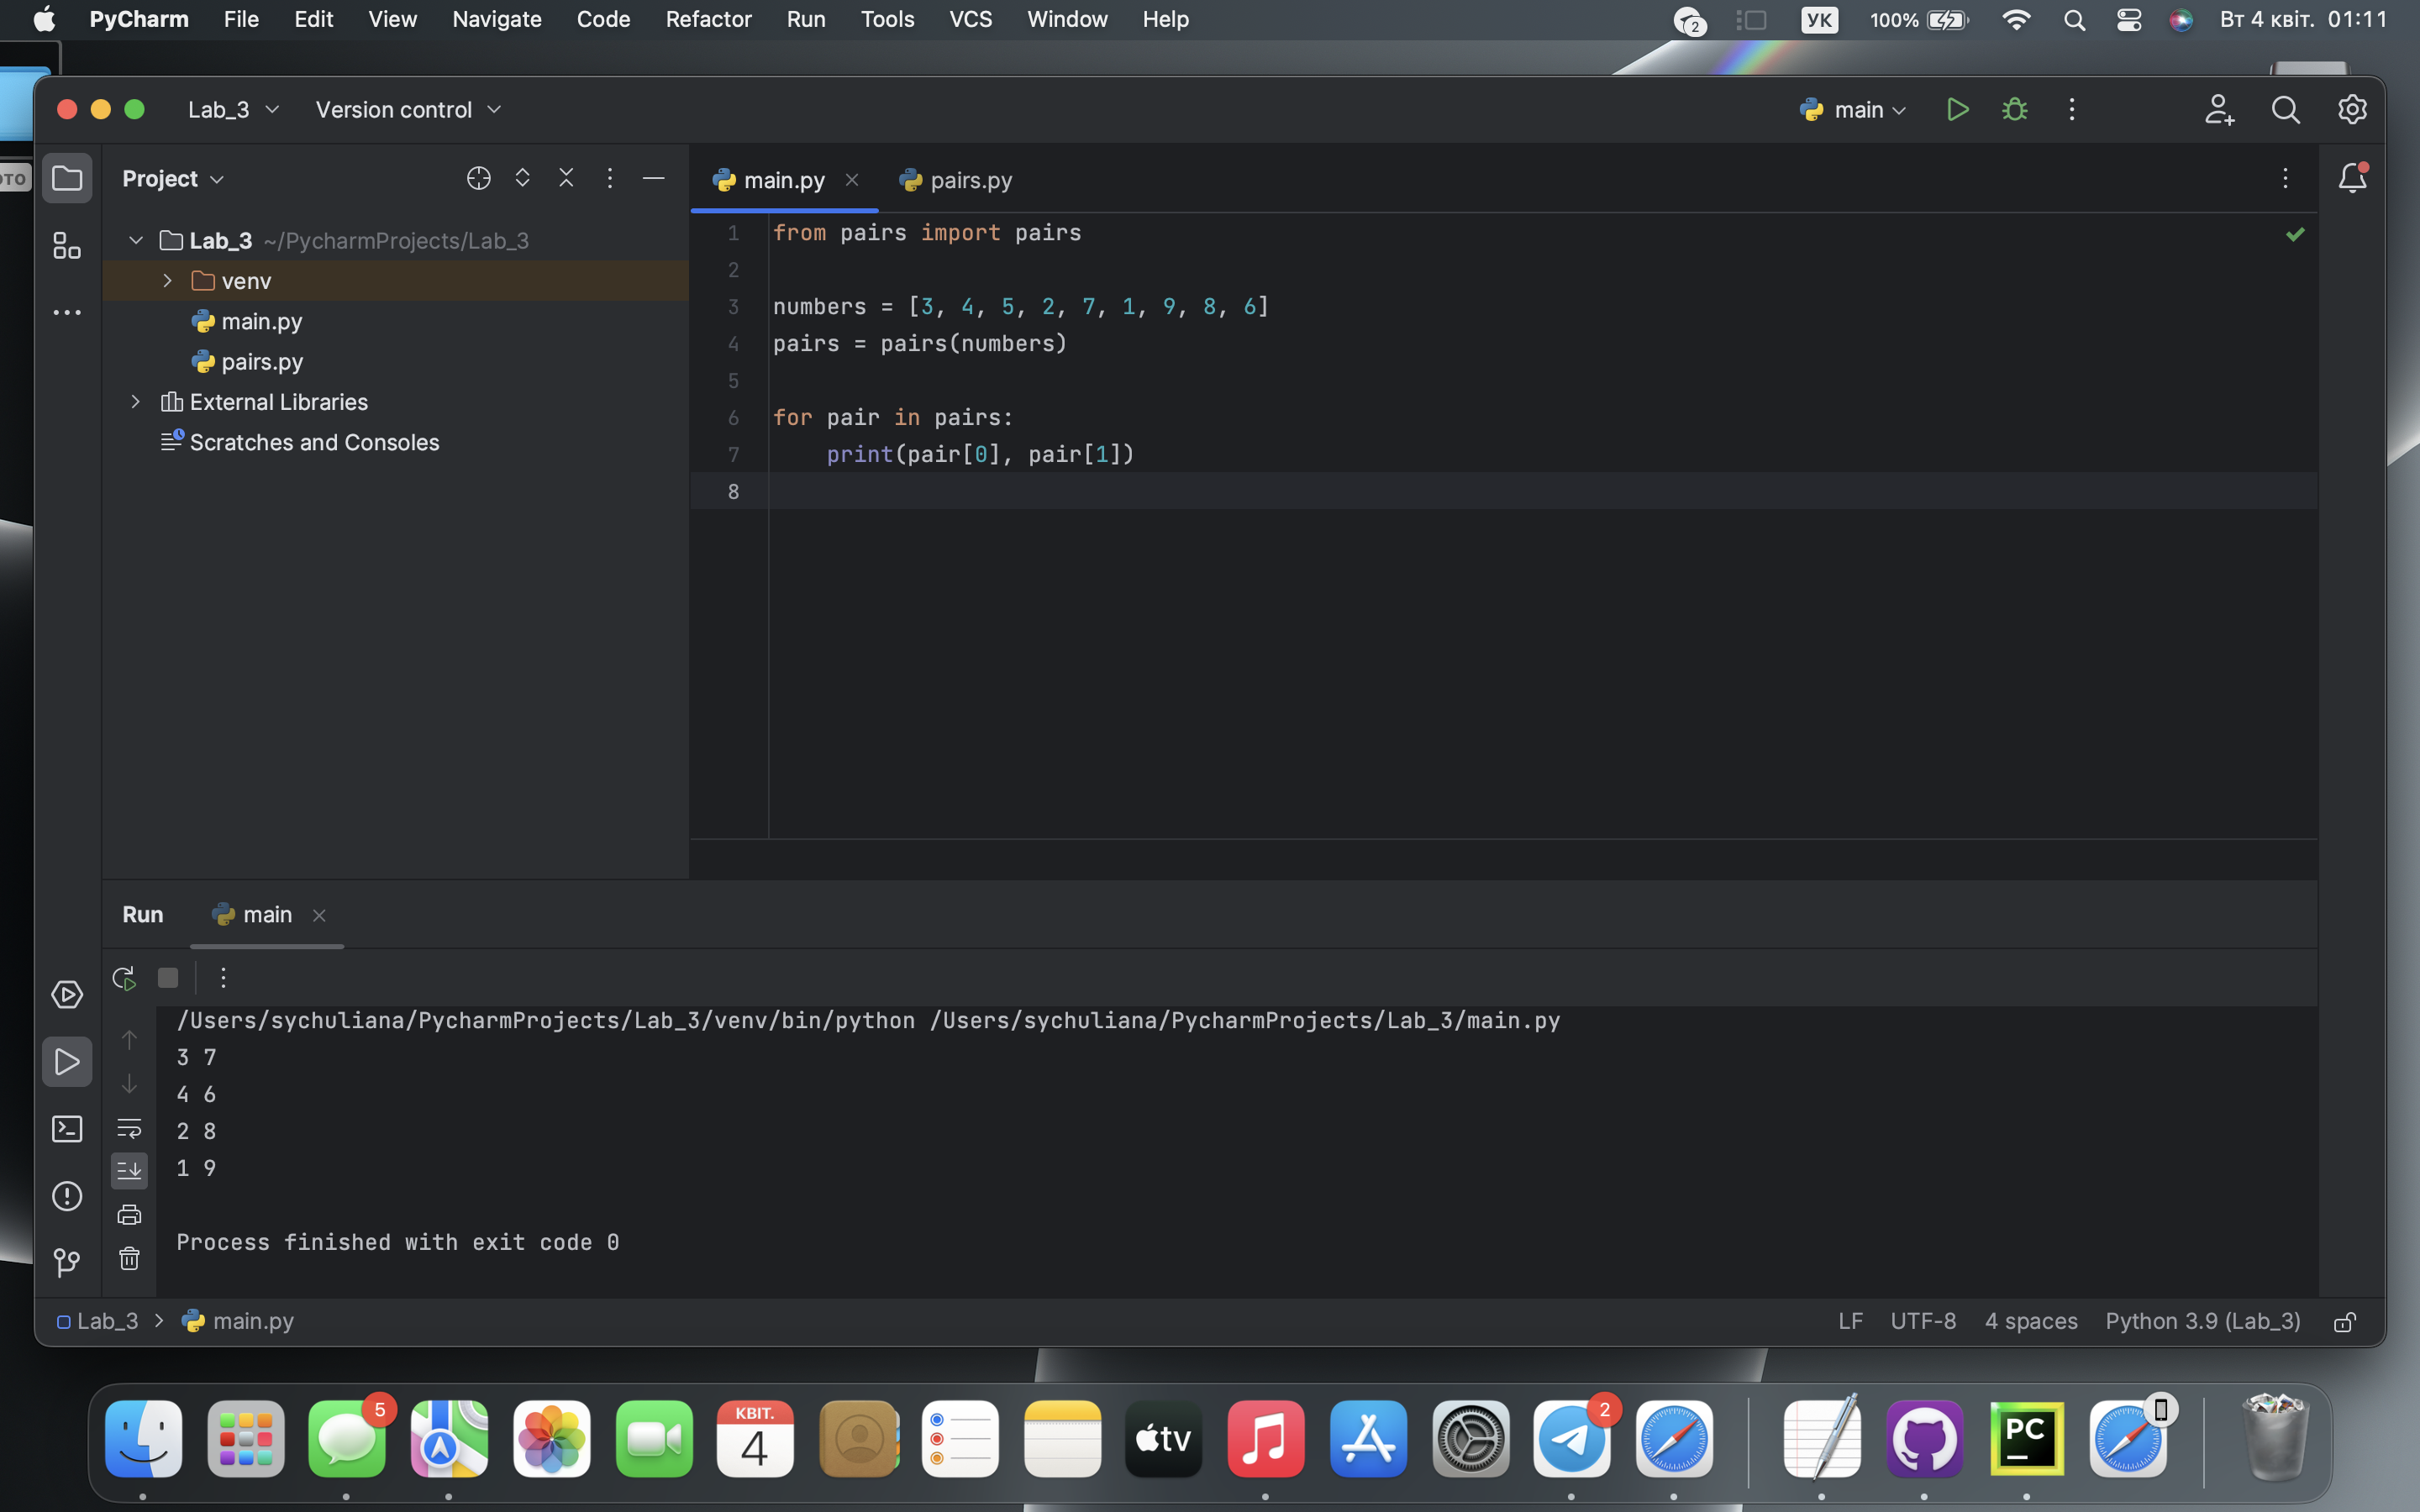 PyCharm File Edit View Navigate Code Refactor Run Tools VCS Window Help 2 УК 100% Вт 4 квіт. 01:11
Lab_3 Version control main
ото
Project main.py pairs.py
Lab_3 ~/PycharmProjects/Lab_3
venv
main.py
pairs.py
External Libraries
Scratches and Consoles
1 from pairs import pairs
2
3 numbers = [3, 4, 5, 2, 7, 1, 9, 8, 6]
4 pairs = pairs(numbers)
5
6 for pair in pairs:
7 print(pair[0], pair[1])
8
Run main
/Users/sychuliana/PycharmProjects/Lab_3/venv/bin/python /Users/sychuliana/PycharmProjects/Lab_3/main.py
3 7
4 6
2 8
1 9
Process finished with exit code 0
Lab_3 main.py LF UTF-8 4 spaces Python 3.9 (Lab_3)
5 КВІТ. 4 tv 2 PC